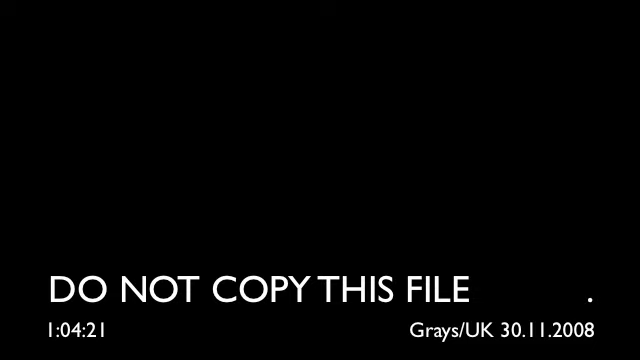 DO NOT COPY THIS FILE .
1:04:21 Grays/UK 30.11.2008